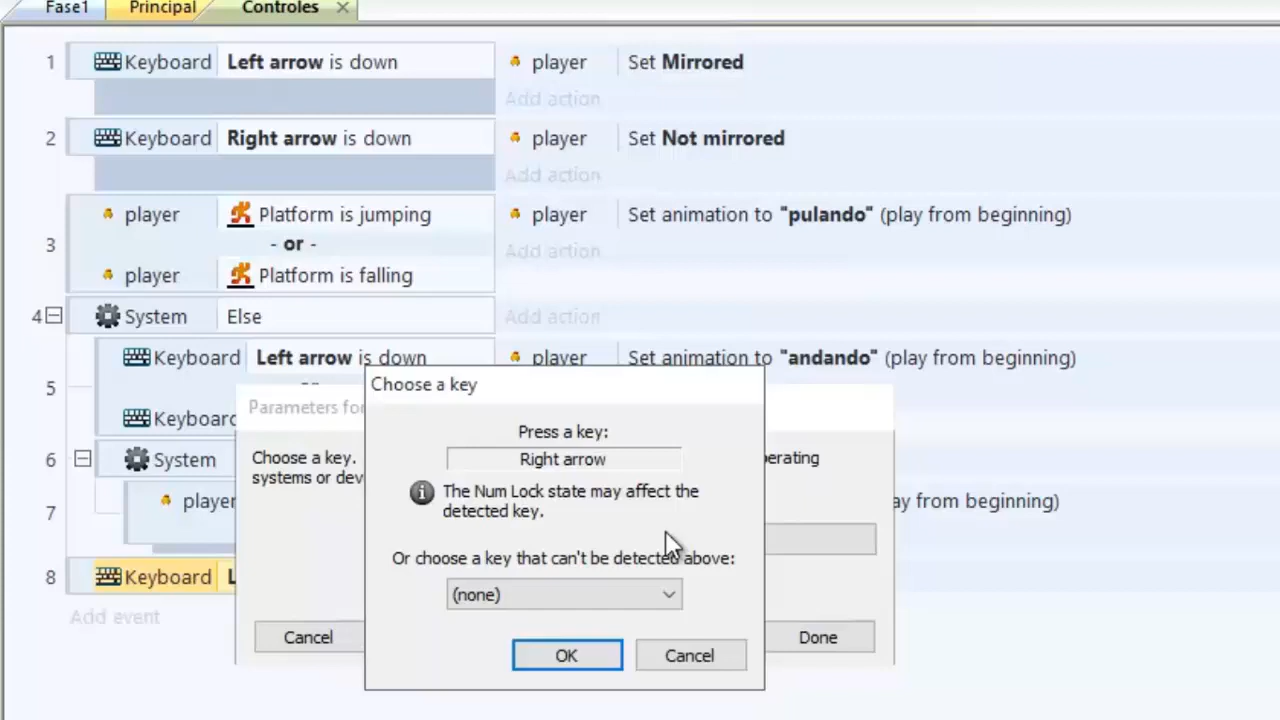 Fase1 Principal Controles
1 Keyboard Left arrow is down player Set Mirrored
Add action
2 Keyboard Right arrow is down player Set Not mirrored
Add action
player Platform is jumping player Set animation to "pulando" (play from beginning)
3 - or - Add action
player Platform is falling
4 System Else Add action
Keyboard Left arrow is down player Set animation to "andando" (play from beginning)
5
Keyboard
6 System
7 player ay from beginning)
8 Keyboard L
Add event
Parameters for
Choose a key. perating
systems or dev
Cancel Done
Choose a key
Press a key:
Right arrow
The Num Lock state may affect the
detected key.
Or choose a key that can't be detected above:
(none)
OK Cancel